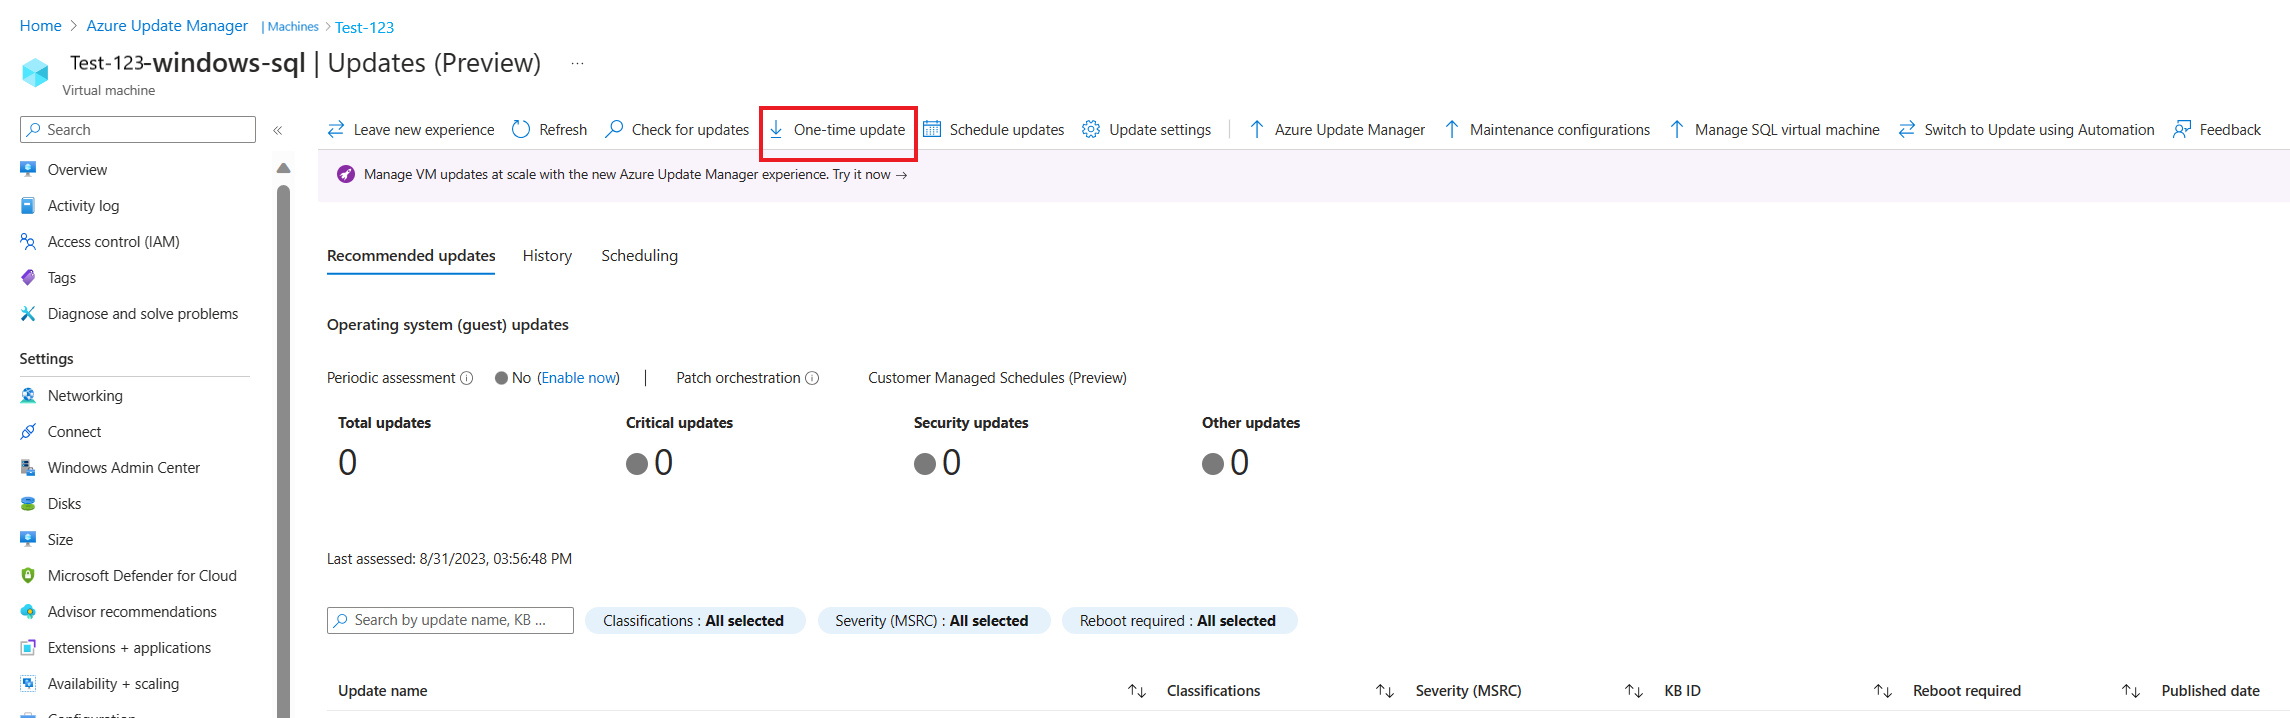 Home > Azure Update Manager | Machines > Test-123
Test-123-windows-sql | Updates (Preview) ...
Virtual machine
Search «
Overview
Activity log
Access control (IAM)
Tags
Diagnose and solve problems
Settings
Networking
Connect
Windows Admin Center
Disks
Size
Microsoft Defender for Cloud
Advisor recommendations
Extensions + applications
Availability + scaling
Configuration
Leave new experience Refresh Check for updates One-time update Schedule updates Update settings | Azure Update Manager Maintenance configurations Manage SQL virtual machine Switch to Update using Automation Feedback
Manage VM updates at scale with the new Azure Update Manager experience. Try it now →
Recommended updates History Scheduling
Operating system (guest) updates
Periodic assessment No (Enable now) | Patch orchestration Customer Managed Schedules (Preview)
Total updates Critical updates Security updates Other updates
0 0 0 0
Last assessed: 8/31/2023, 03:56:48 PM
Search by update name, KB ... Classifications : All selected Severity (MSRC) : All selected Reboot required : All selected
Update name ↑↓ Classifications ↑↓ Severity (MSRC) ↑↓ KB ID ↑↓ Reboot required ↑↓ Published date